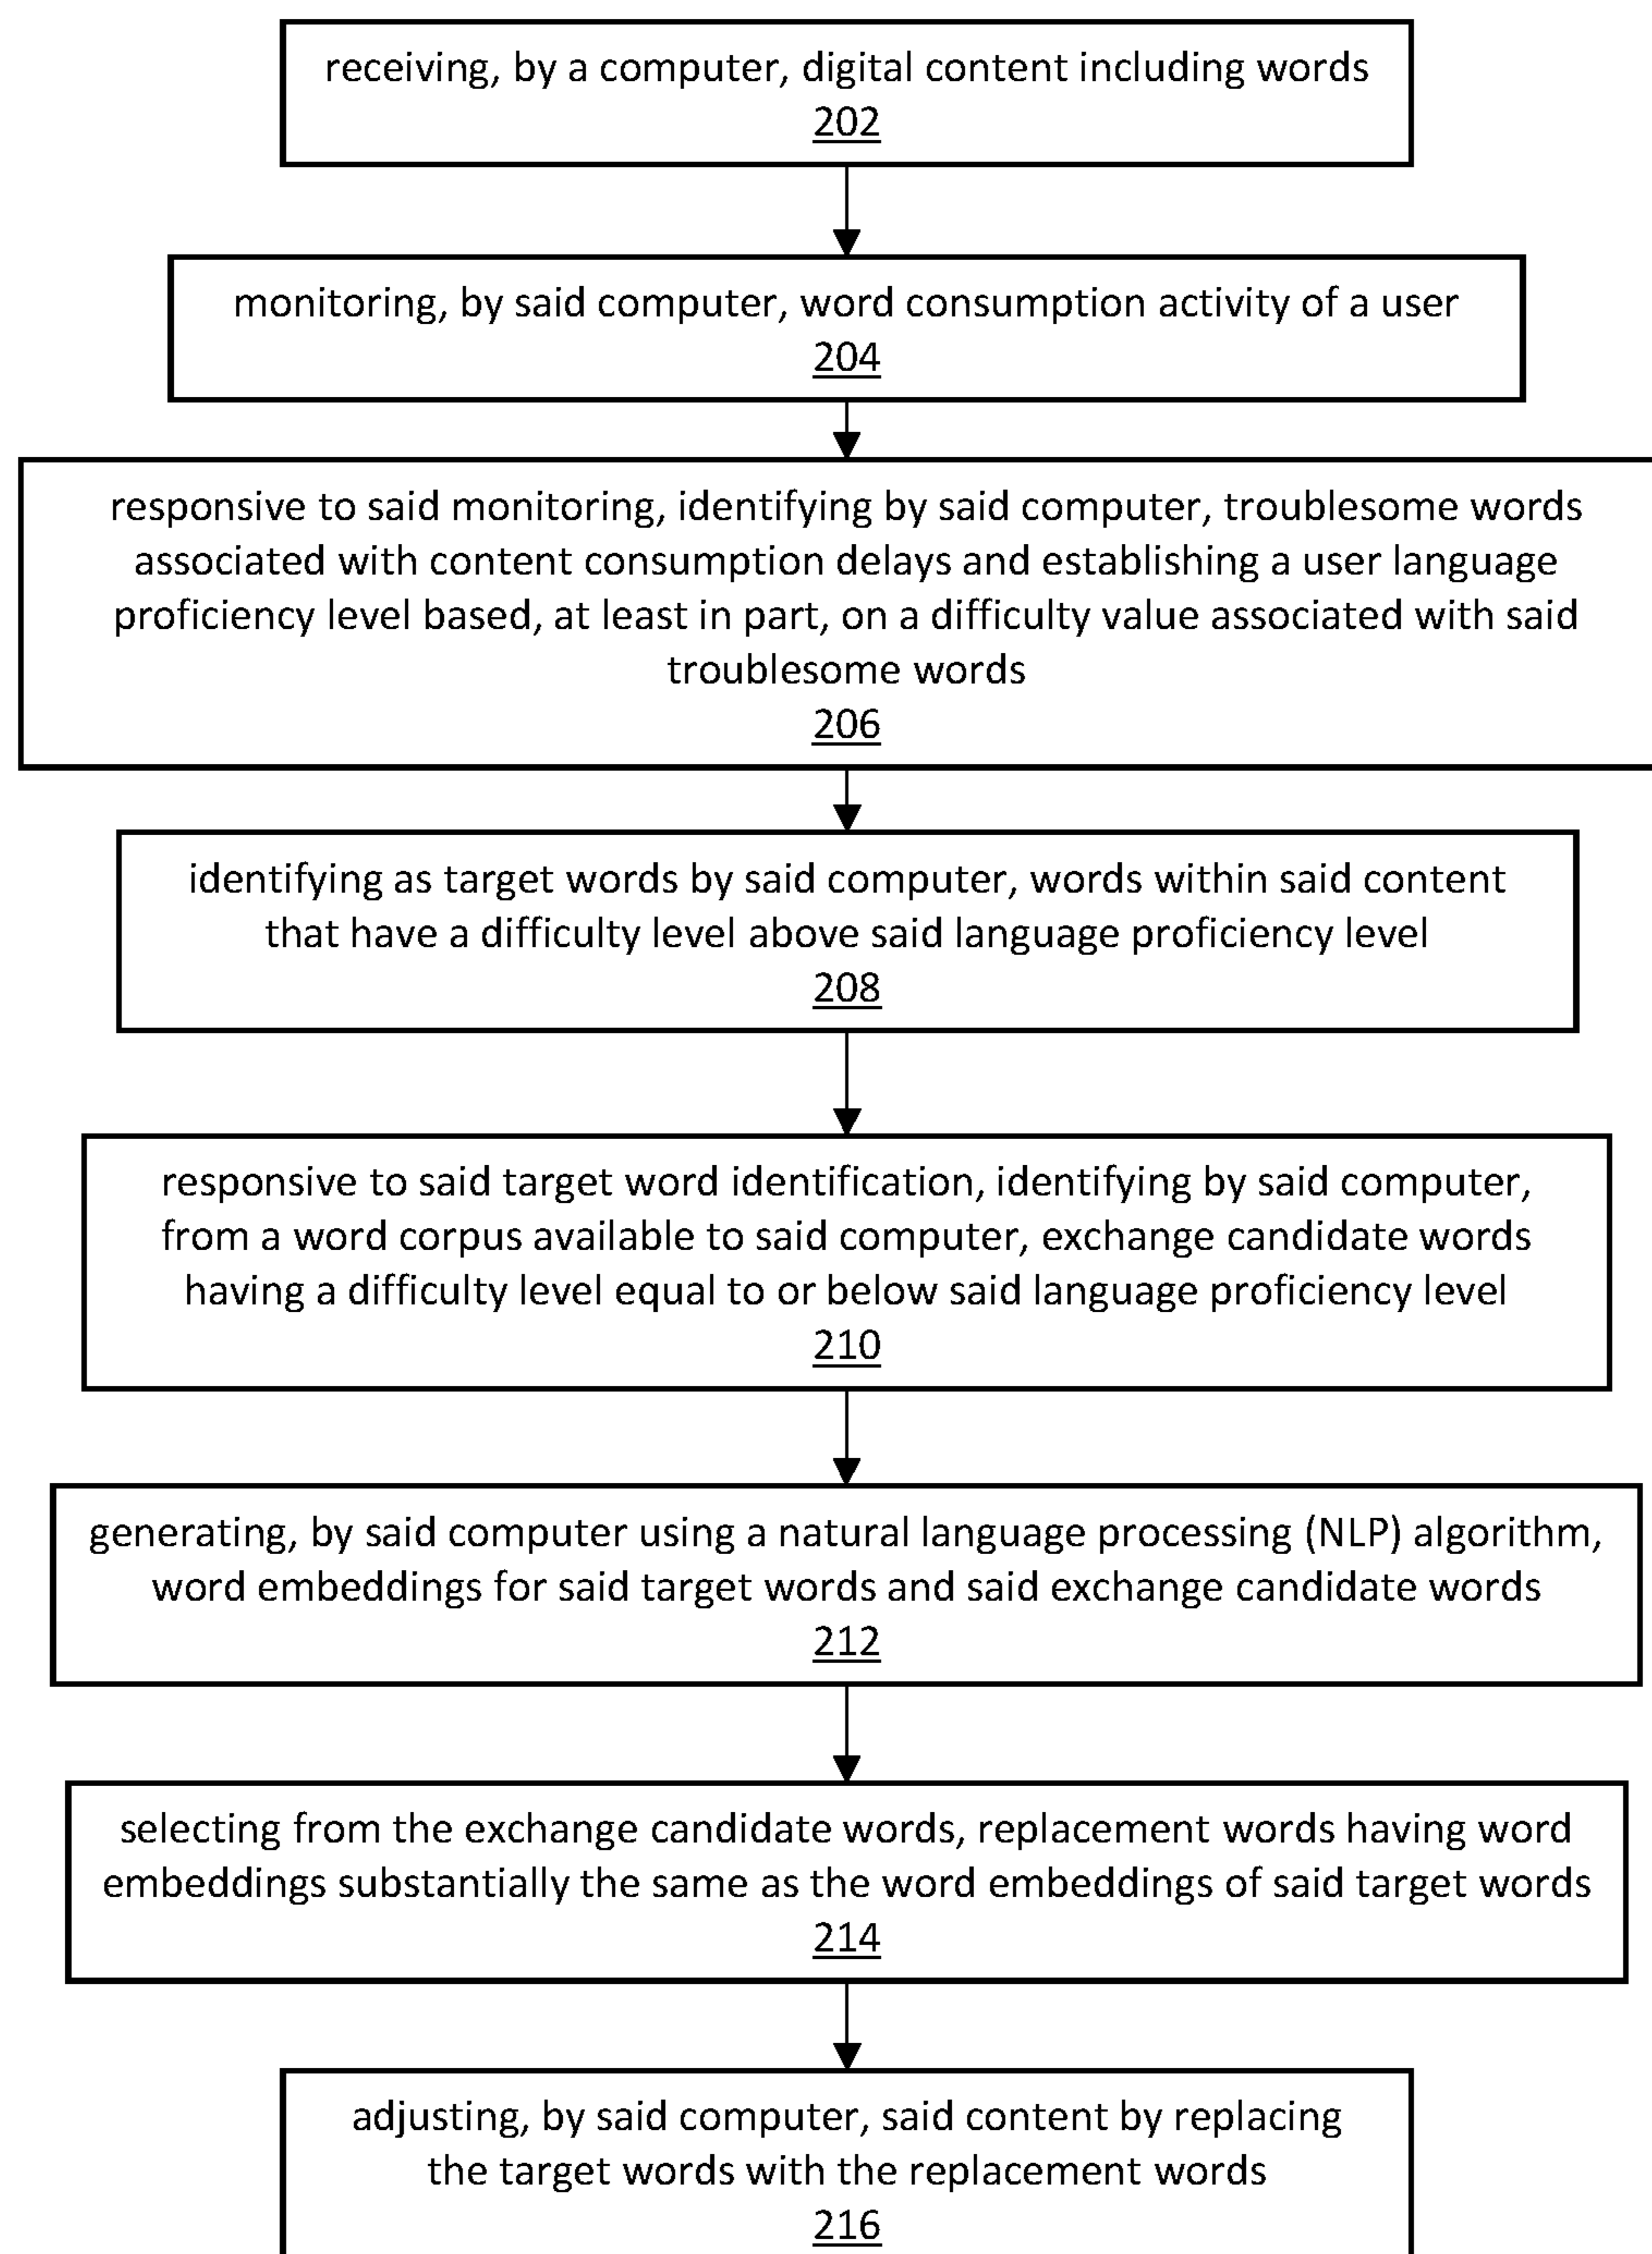 receiving, by a computer, digital content including words
202
monitoring, by said computer, word consumption activity of a user
204
responsive to said monitoring, identifying by said computer, troublesome words
associated with content consumption delays and establishing a user language
proficiency level based, at least in part, on a difficulty value associated with said
troublesome words
206
identifying as target words by said computer, words within said content
that have a difficulty level above said language proficiency level
208
responsive to said target word identification, identifying by said computer,
from a word corpus available to said computer, exchange candidate words
having a difficulty level equal to or below said language proficiency level
210
generating, by said computer using a natural language processing (NLP) algorithm,
word embeddings for said target words and said exchange candidate words
212
selecting from the exchange candidate words, replacement words having word
embeddings substantially the same as the word embeddings of said target words
214
adjusting, by said computer, said content by replacing
the target words with the replacement words
216